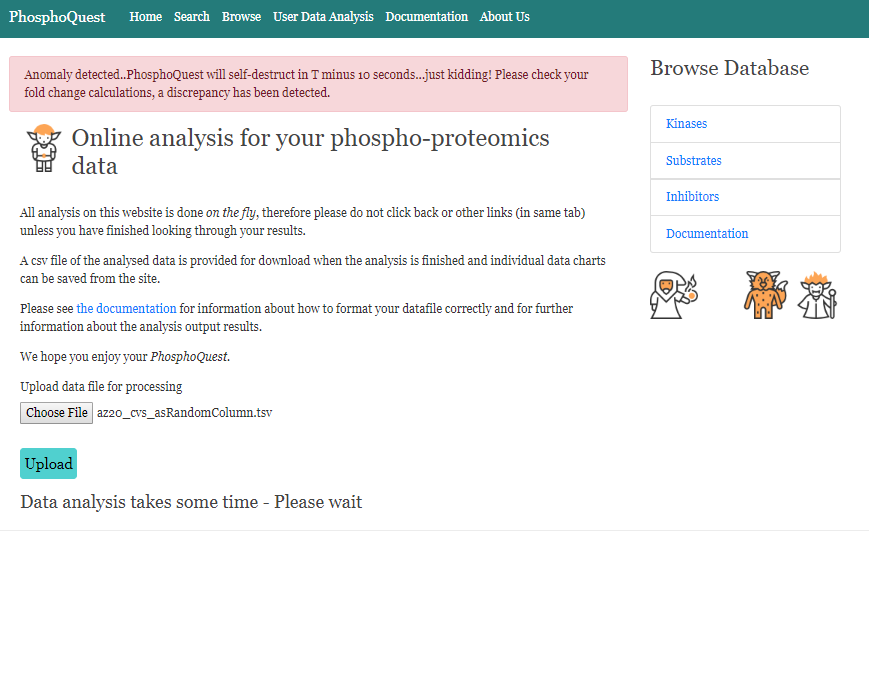 PhosphoQuest Home Search Browse User Data Analysis Documentation About Us
Anomaly detected..PhosphoQuest will self-destruct in T minus 10 seconds...just kidding! Please check your
fold change calculations, a discrepancy has been detected.
Online analysis for your phospho-proteomics
data
All analysis on this website is done on the fly, therefore please do not click back or other links (in same tab)
unless you have finished looking through your results.
A csv file of the analysed data is provided for download when the analysis is finished and individual data charts
can be saved from the site.
Please see the documentation for information about how to format your datafile correctly and for further
information about the analysis output results.
We hope you enjoy your PhosphoQuest.
Upload data file for processing
Choose File az20_cvs_asRandomColumn.tsv
Upload
Data analysis takes some time - Please wait
Browse Database
Kinases
Substrates
Inhibitors
Documentation